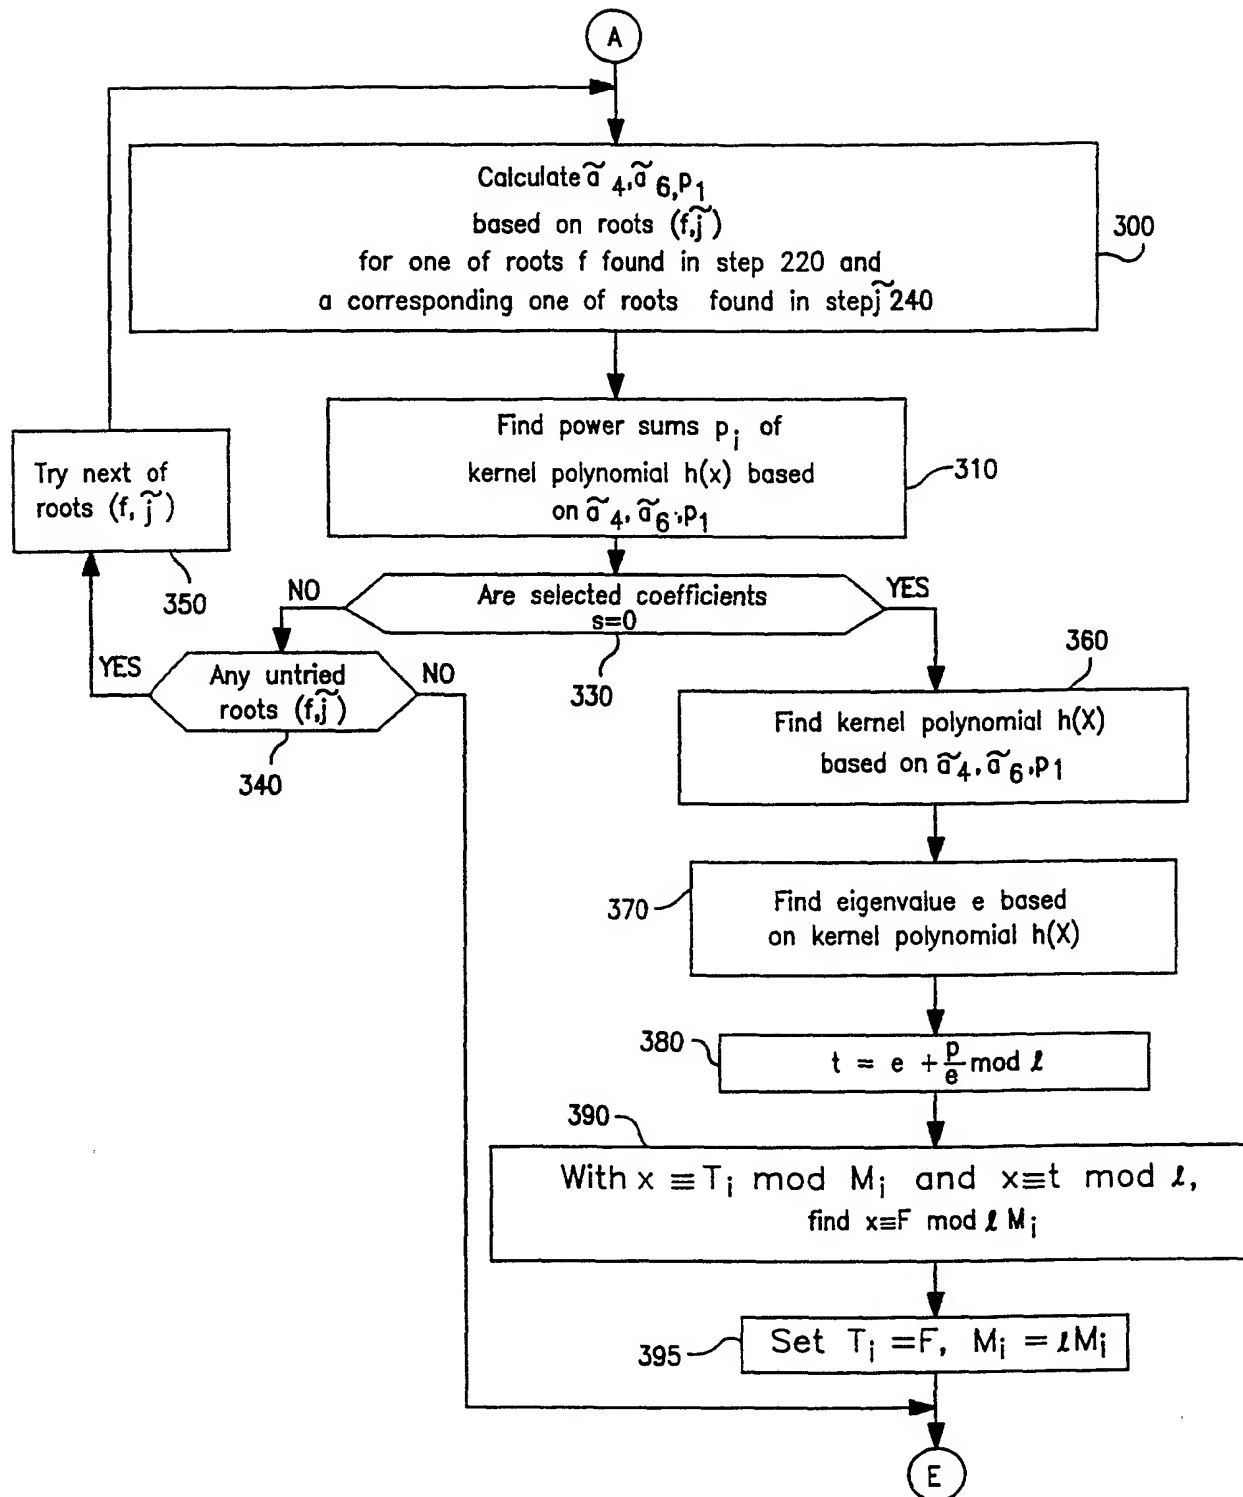 A
Calculate ã4,ã6,p1
based on roots (f,j̃)
for one of roots f found in step 220 and
a corresponding one of roots found in stepj̃ 240
300
Find power sums pi of
kernel polynomial h(x) based
on ã4,ã6,p1
310
Try next of
roots (f, j̃)
350
NO
Are selected coefficients
s=0
YES
330
YES
Any untried
roots (f,j̃)
NO
340
360
Find kernel polynomial h(X)
based on ã4,ã6,p1
370
Find eigenvalue e based
on kernel polynomial h(X)
380
t = e + p/e mod ℓ
390
With x ≡Ti mod Mi and x≡t mod ℓ,
find x≡F mod ℓ Mi
395
Set Ti =F, Mi = ℓMi
E